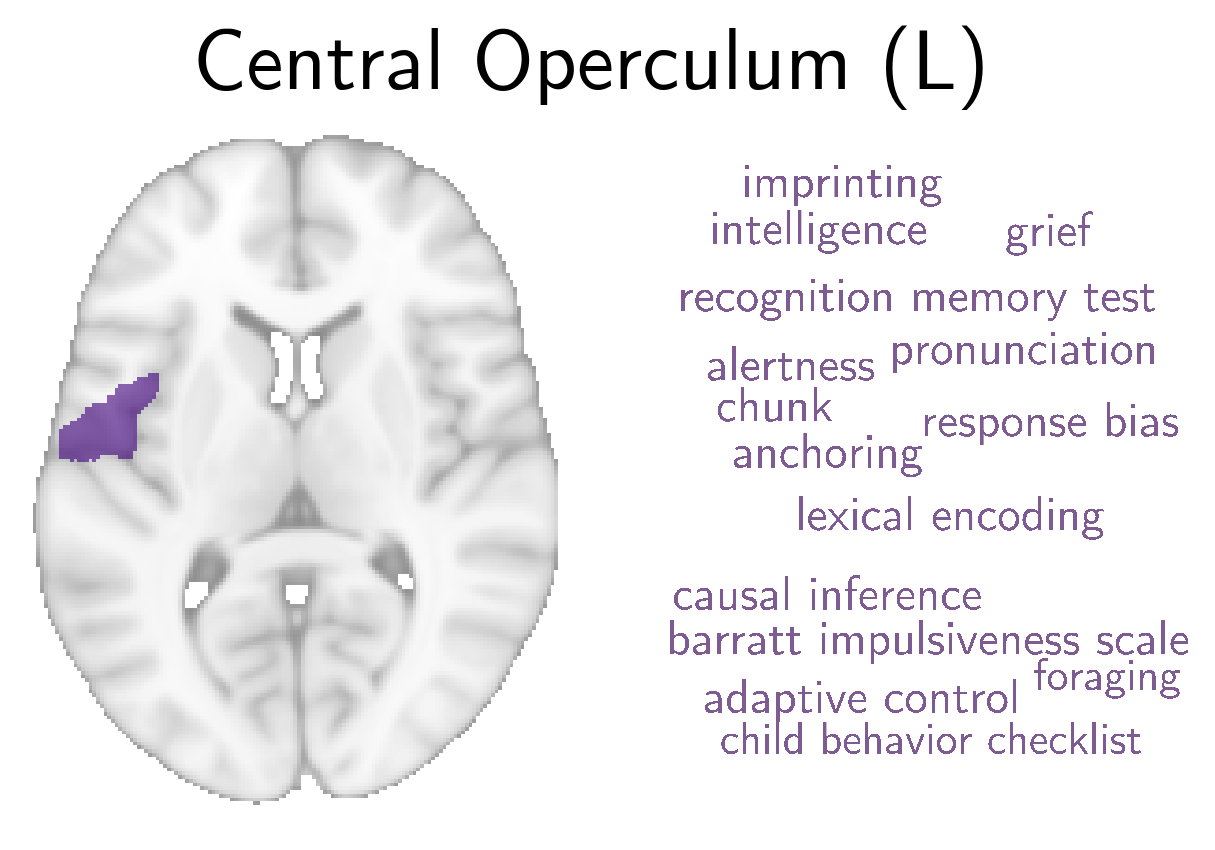 Central Operculum (L)
imprinting
intelligence
grief
recognition memory test
pronunciation
alertness
chunk
response bias
anchoring
lexical encoding
causal inference
barratt impulsiveness scale
foraging
adaptive control
child behavior checklist